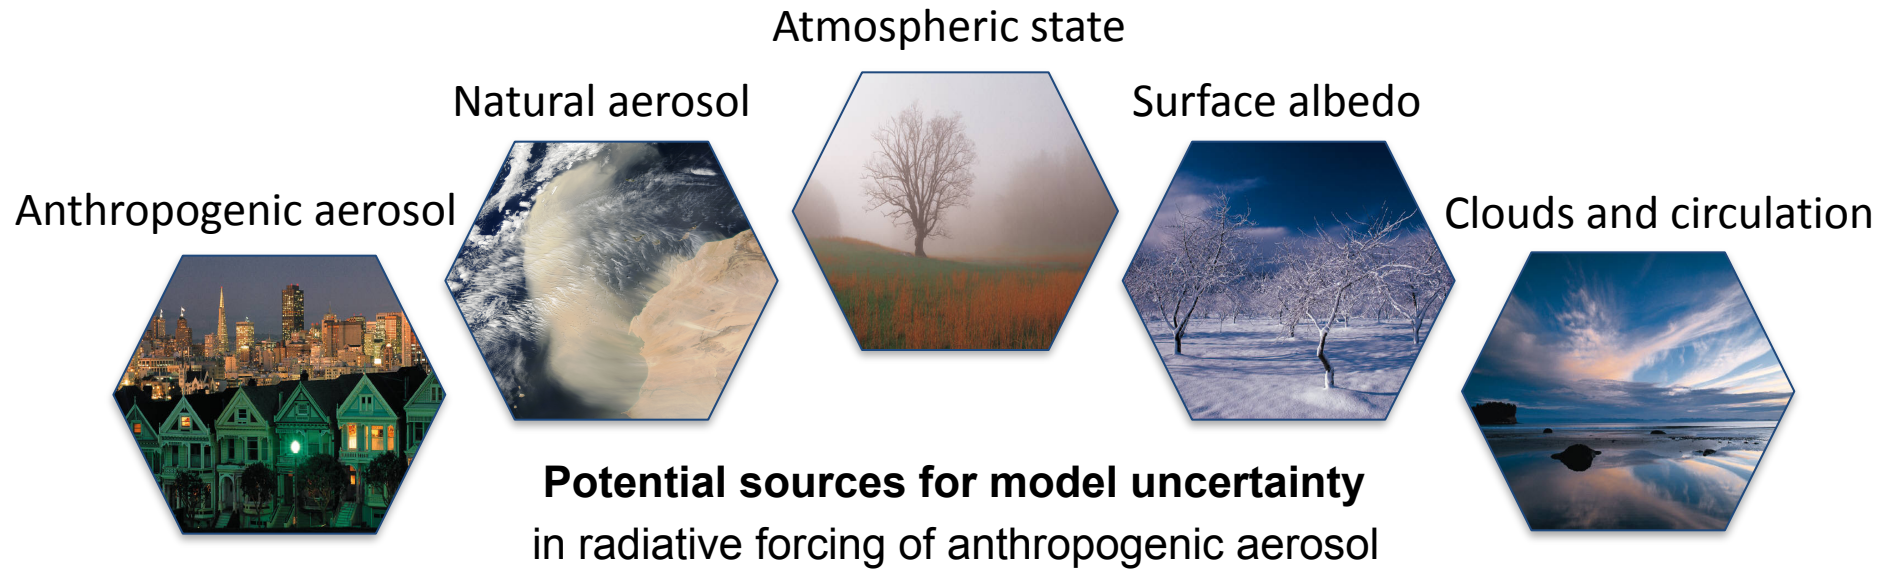 Atmospheric state
Natural aerosol
Surface albedo
Anthropogenic aerosol
Clouds and circulation
Potential sources for model uncertainty
in radiative forcing of anthropogenic aerosol